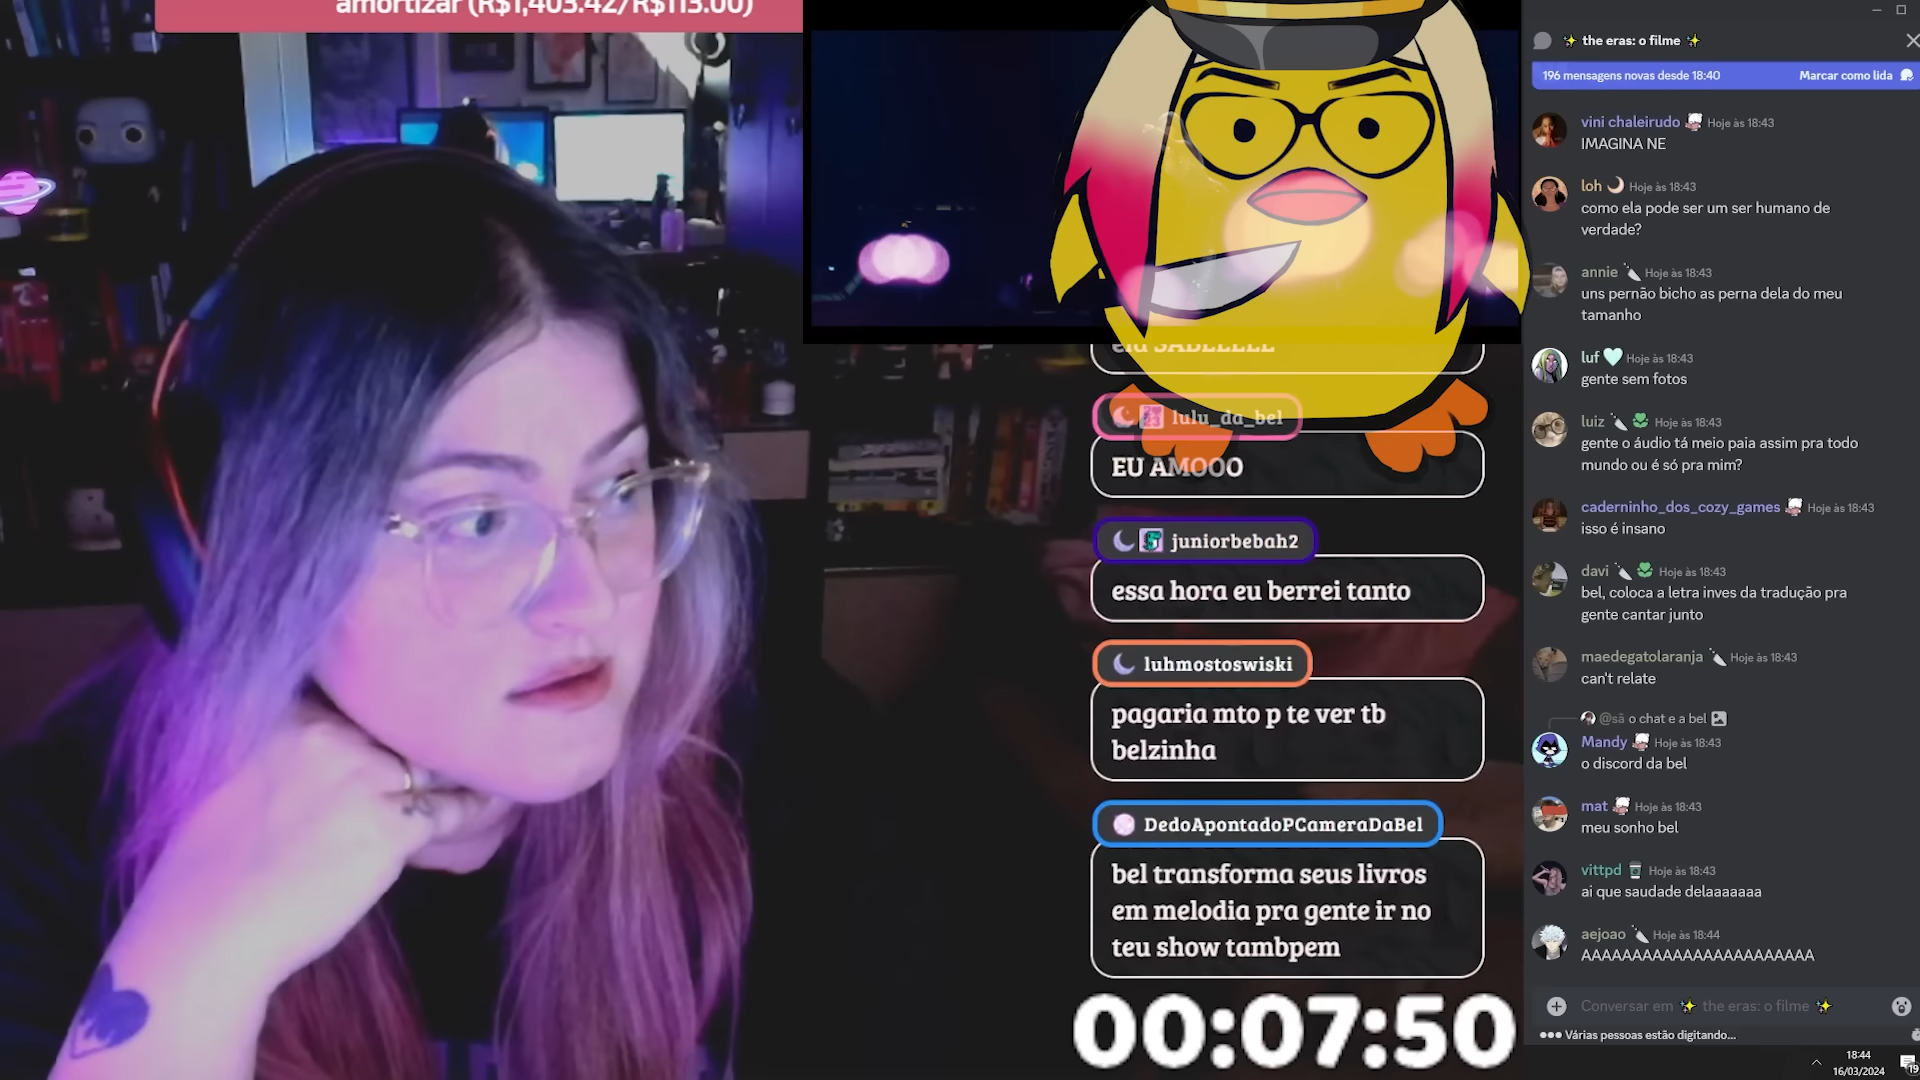 amortizar (R$1,403.42/R$113.00)
ela SABEEEEE
lulu_da_bel
EU AMOOO
juniorbebah2
essa hora eu berrei tanto
luhmostoswiski
pagaria mto p te ver tb
belzinha
DedoApontadoPCameraDaBel
bel transforma seus livros
em melodia pra gente ir no
teu show tambpem
00:07:50
✨ the eras: o filme ✨
196 mensagens novas desde 18:40 Marcar como lida
vini chaleirudo Hoje às 18:43
IMAGINA NE
loh Hoje às 18:43
como ela pode ser um ser humano de
verdade?
annie Hoje às 18:43
uns pernão bicho as perna dela do meu
tamanho
luf Hoje às 18:43
gente sem fotos
luiz Hoje às 18:43
gente o áudio tá meio paia assim pra todo
mundo ou é só pra mim?
caderninho_dos_cozy_games Hoje às 18:43
isso é insano
davi Hoje às 18:43
bel, coloca a letra inves da tradução pra
gente cantar junto
maedegatolaranja Hoje às 18:43
can't relate
@sã o chat e a bel
Mandy Hoje às 18:43
o discord da bel
mat Hoje às 18:43
meu sonho bel
vittpd Hoje às 18:43
ai que saudade delaaaaaaa
aejoao Hoje às 18:44
AAAAAAAAAAAAAAAAAAAAAAA
Conversar em ✨ the eras: o filme ✨
Várias pessoas estão digitando...
18:44
16/03/2024
19